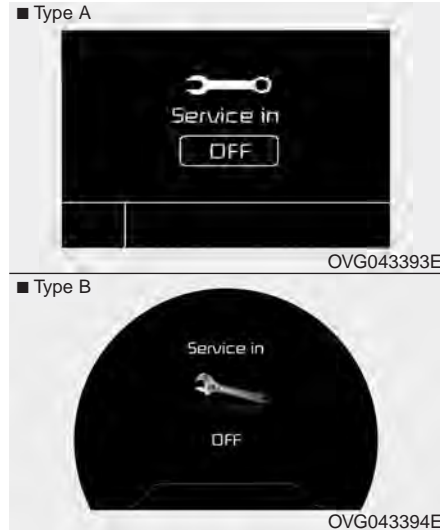 ■ Type A
Service in
OFF
OVG043393E
■ Type B
Service in
OFF
OVG043394E